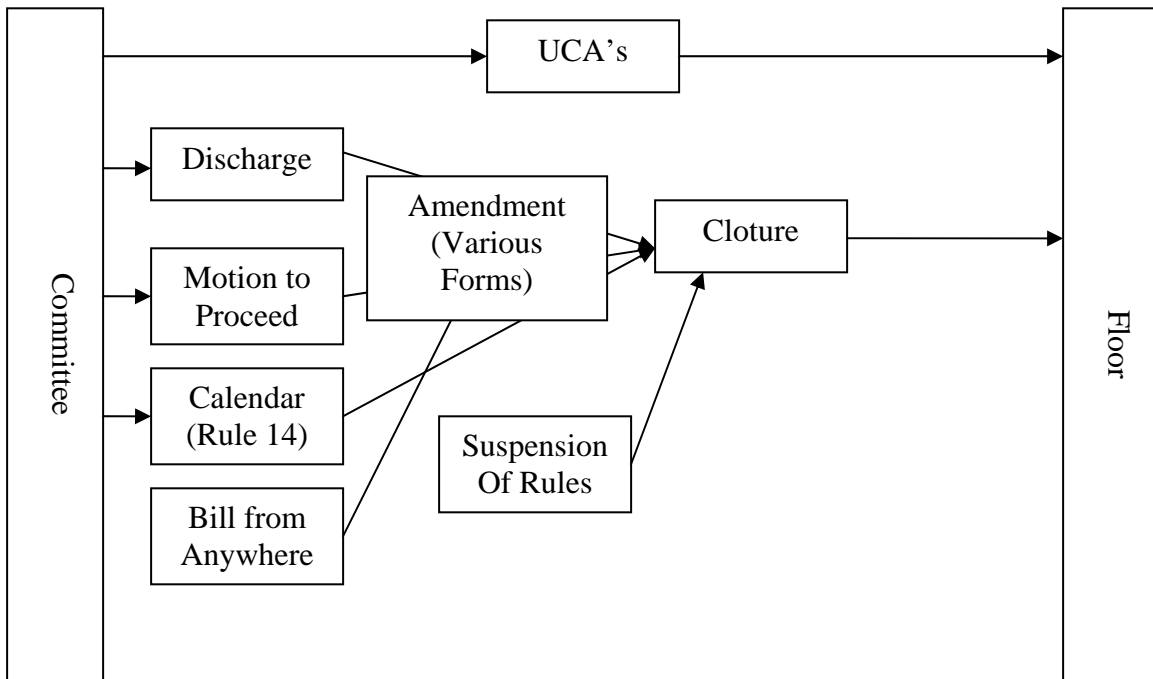 UCA’s
Discharge
Amendment
(Various
Forms)
Cloture
Motion to
Proceed
Committee
Floor
Calendar
(Rule 14)
Suspension
Of Rules
Bill from
Anywhere